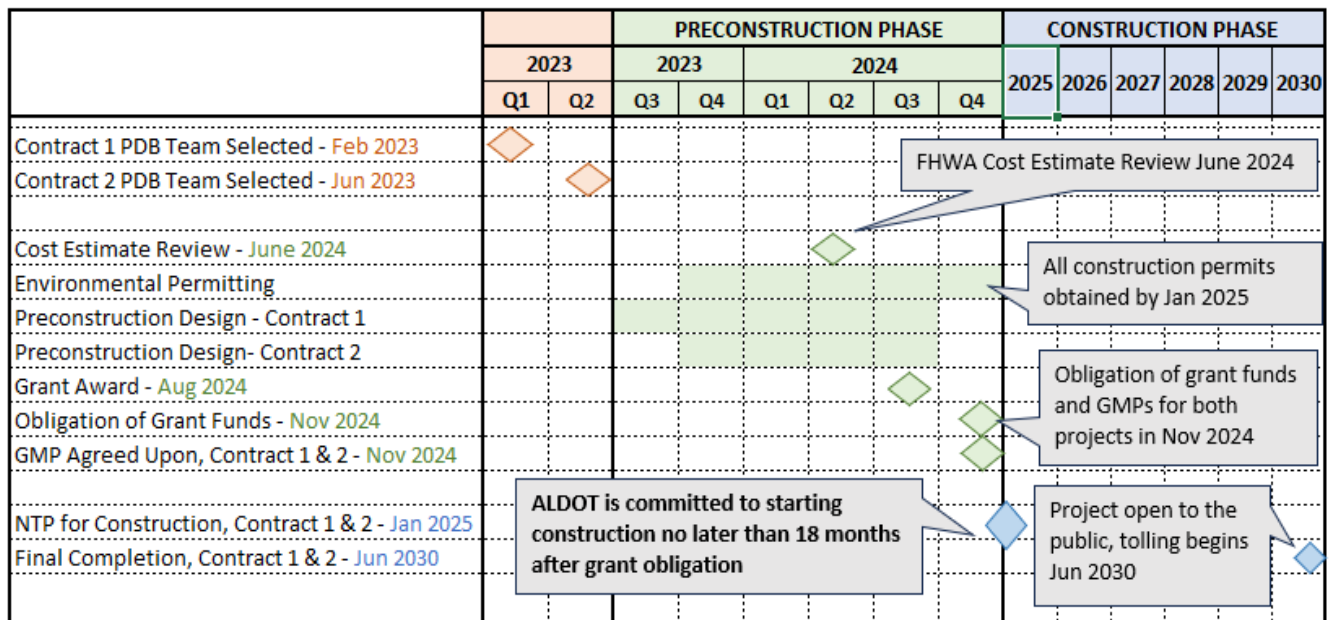 PRECONSTRUCTION PHASE
CONSTRUCTION PHASE
2023
2023
2024
2025 2026 2027 2028 2029 2030
Q1 Q2 Q3 Q4 Q1 Q2 Q3 Q4
Contract 1 PDB Team Selected - Feb 2023
Contract 2 PDB Team Selected - Jun 2023
FHWA Cost Estimate Review June 2024
Cost Estimate Review - June 2024
Environmental Permitting
All construction permits
obtained by Jan 2025
Preconstruction Design - Contract 1
Preconstruction Design- Contract 2
Grant Award - Aug 2024
Obligation of Grant Funds - Nov 2024
GMP Agreed Upon, Contract 1 & 2 - Nov 2024
Obligation of grant funds
and GMPs for both
projects in Nov 2024
NTP for Construction, Contract 1 & 2 - Jan 2025
Final Completion, Contract 1 & 2 - Jun 2030
ALDOT is committed to starting
construction no later than 18 months
after grant obligation
Project open to the
public, tolling begins
Jun 2030